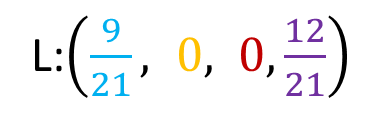 L:(9/21, 0, 0, 12/21)